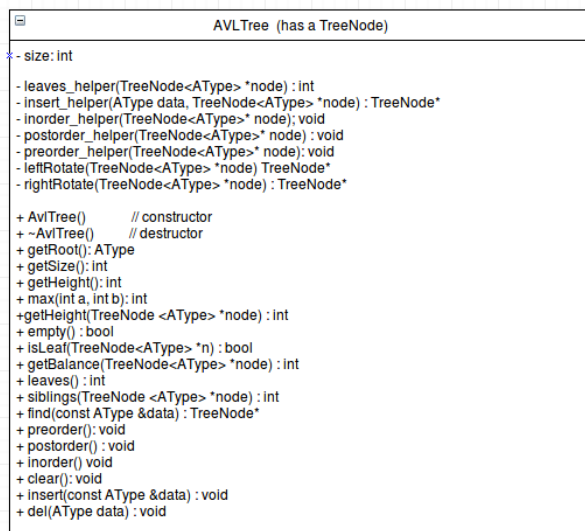 AVLTree (has a TreeNode)
- size: int
- leaves_helper(TreeNode<AType> *node) : int
- insert_helper(AType data, TreeNode<AType> *node) : TreeNode*
- inorder_helper(TreeNode<AType>* node); void
- postorder_helper(TreeNode<AType>* node) : void
- preorder_helper(TreeNode<AType>* node): void
- leftRotate(TreeNode<AType> *node) TreeNode*
- rightRotate(TreeNode<AType> *node) : TreeNode*
+ AvlTree() // constructor
+ ~AvlTree() // destructor
+ getRoot(): AType
+ getSize(): int
+ getHeight(): int
+ max(int a, int b): int
+getHeight(TreeNode <AType> *node) : int
+ empty() : bool
+ isLeaf(TreeNode<AType> *n) : bool
+ getBalance(TreeNode<AType> *node) : int
+ leaves() : int
+ siblings(TreeNode <AType> *node) : int
+ find(const AType &data) : TreeNode*
+ preorder(): void
+ postorder() : void
+ inorder() void
+ clear(): void
+ insert(const AType &data) : void
+ del(AType data) : void